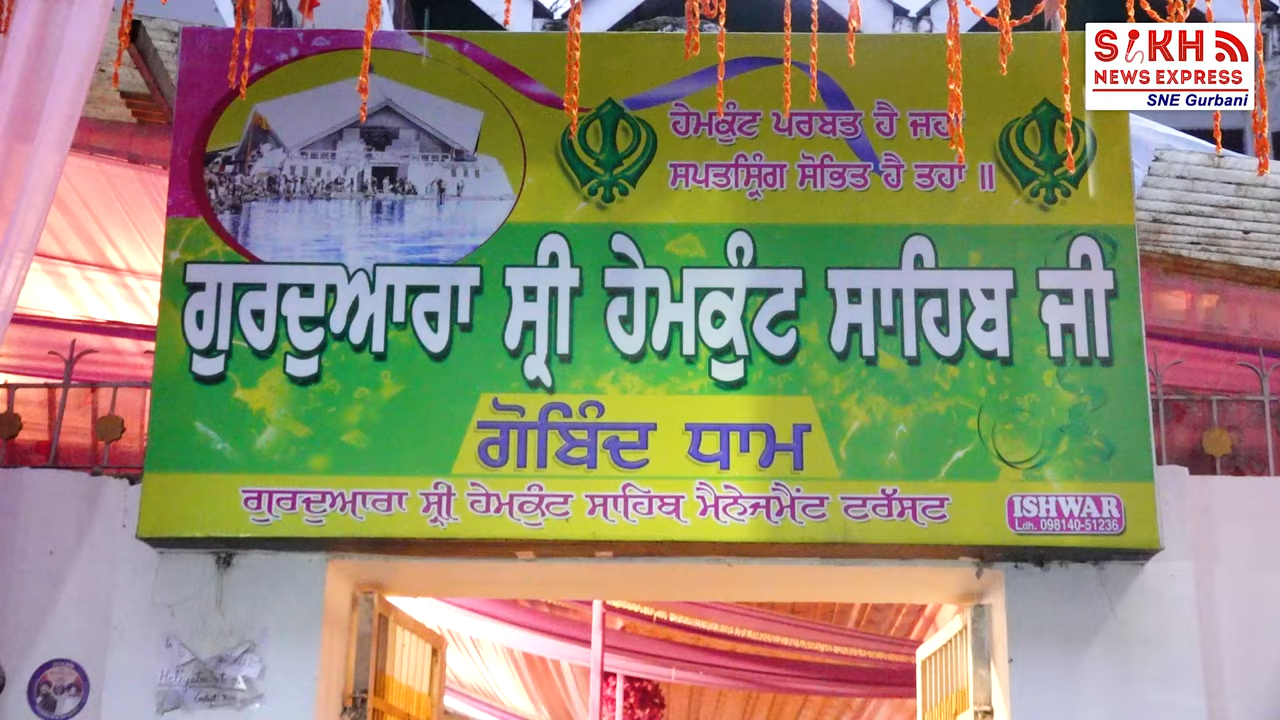 SIKH
NEWS EXPRESS
SNE Gurbani
ਹੇਮਕੁੰਟ ਪਰਬਤ ਹੈ ਜਹਾਂ
ਸਪਤਸ੍ਰਿੰਗ ਸੋਭਿਤ ਹੈ ਤਹਾਂ ॥
ਗੁਰਦੁਆਰਾ ਸ੍ਰੀ ਹੇਮਕੁੰਟ ਸਾਹਿਬ ਜੀ
ਗੋਬਿੰਦ ਧਾਮ
ਗੁਰਦੁਆਰਾ ਸ੍ਰੀ ਹੇਮਕੁੰਟ ਸਾਹਿਬ ਮੈਨੇਜਮੈਂਟ ਟਰੱਸਟ
ISHWAR
Ldh. 098140-51236